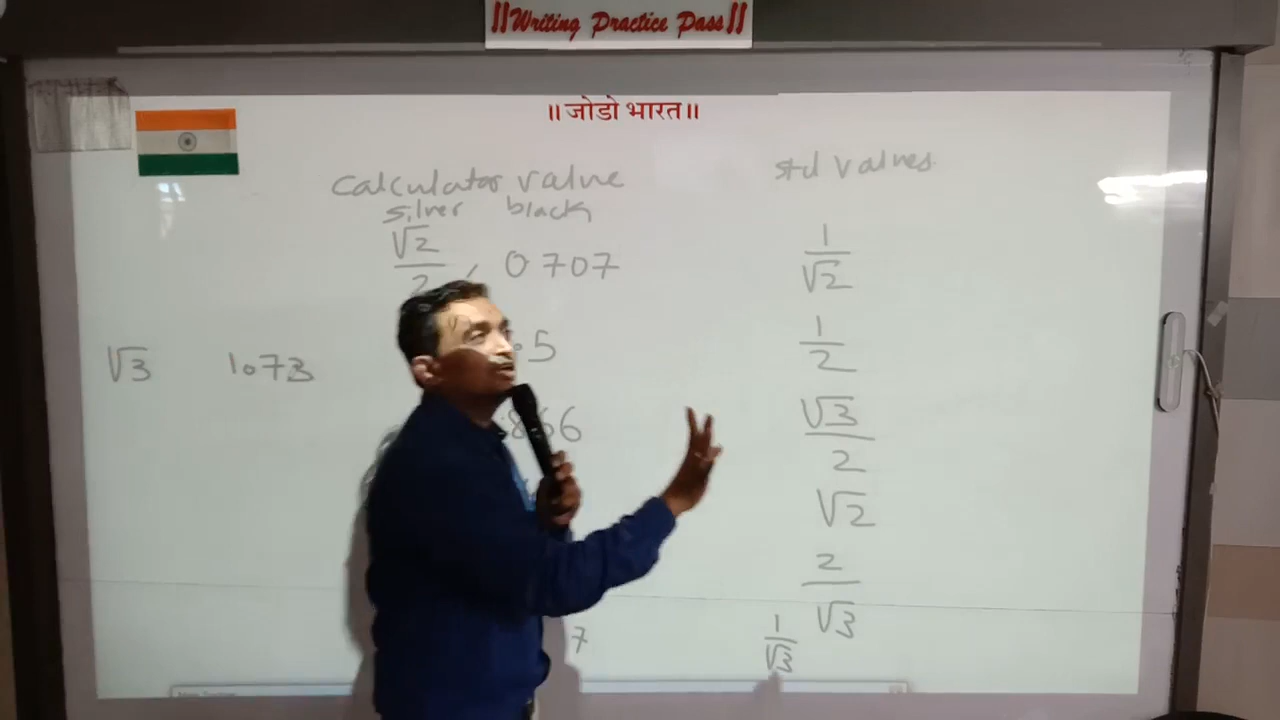 ||Writing Practice Pass||
॥ जोडो भारत॥
Calculator value
std values
silver black
√2/2 , 0 707
1/√2
.5
1/2
√3 1.73
866
√3/2
√2
2/√3
7
1/√3